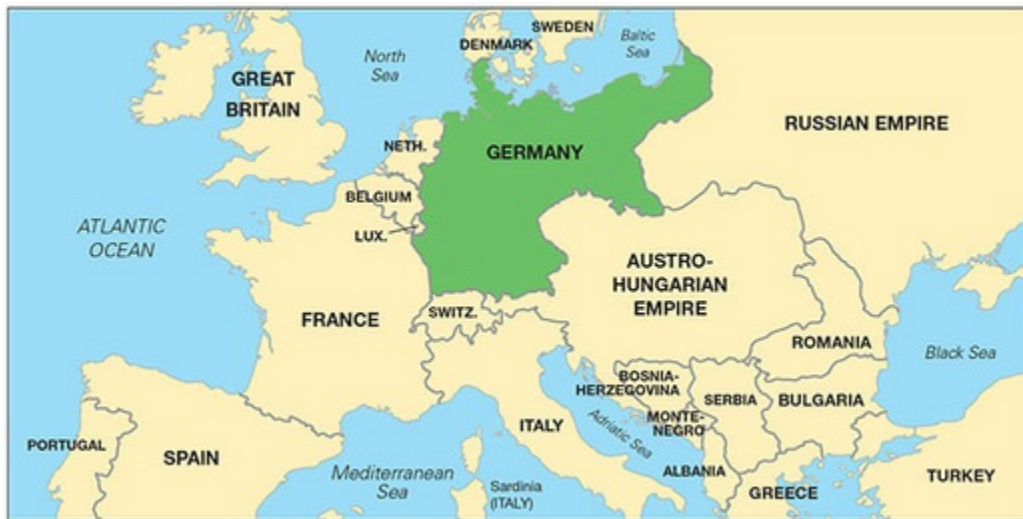 SWEDEN
DENMARK
Baltic
Sea
North
Sea
GREAT
BRITAIN
RUSSIAN EMPIRE
NETH.
GERMANY
BELGIUM
ATLANTIC
OCEAN
LUX.
AUSTRO-
HUNGARIAN
EMPIRE
FRANCE
SWITZ.
ROMANIA
Black Sea
BOSNIA-
HERZEGOVINA
SERBIA
BULGARIA
MONTE-
NEGRO
ITALY
Adriatic Sea
PORTUGAL
SPAIN
Mediterranean
Sea
ALBANIA
TURKEY
Sardinia
(ITALY)
GREECE